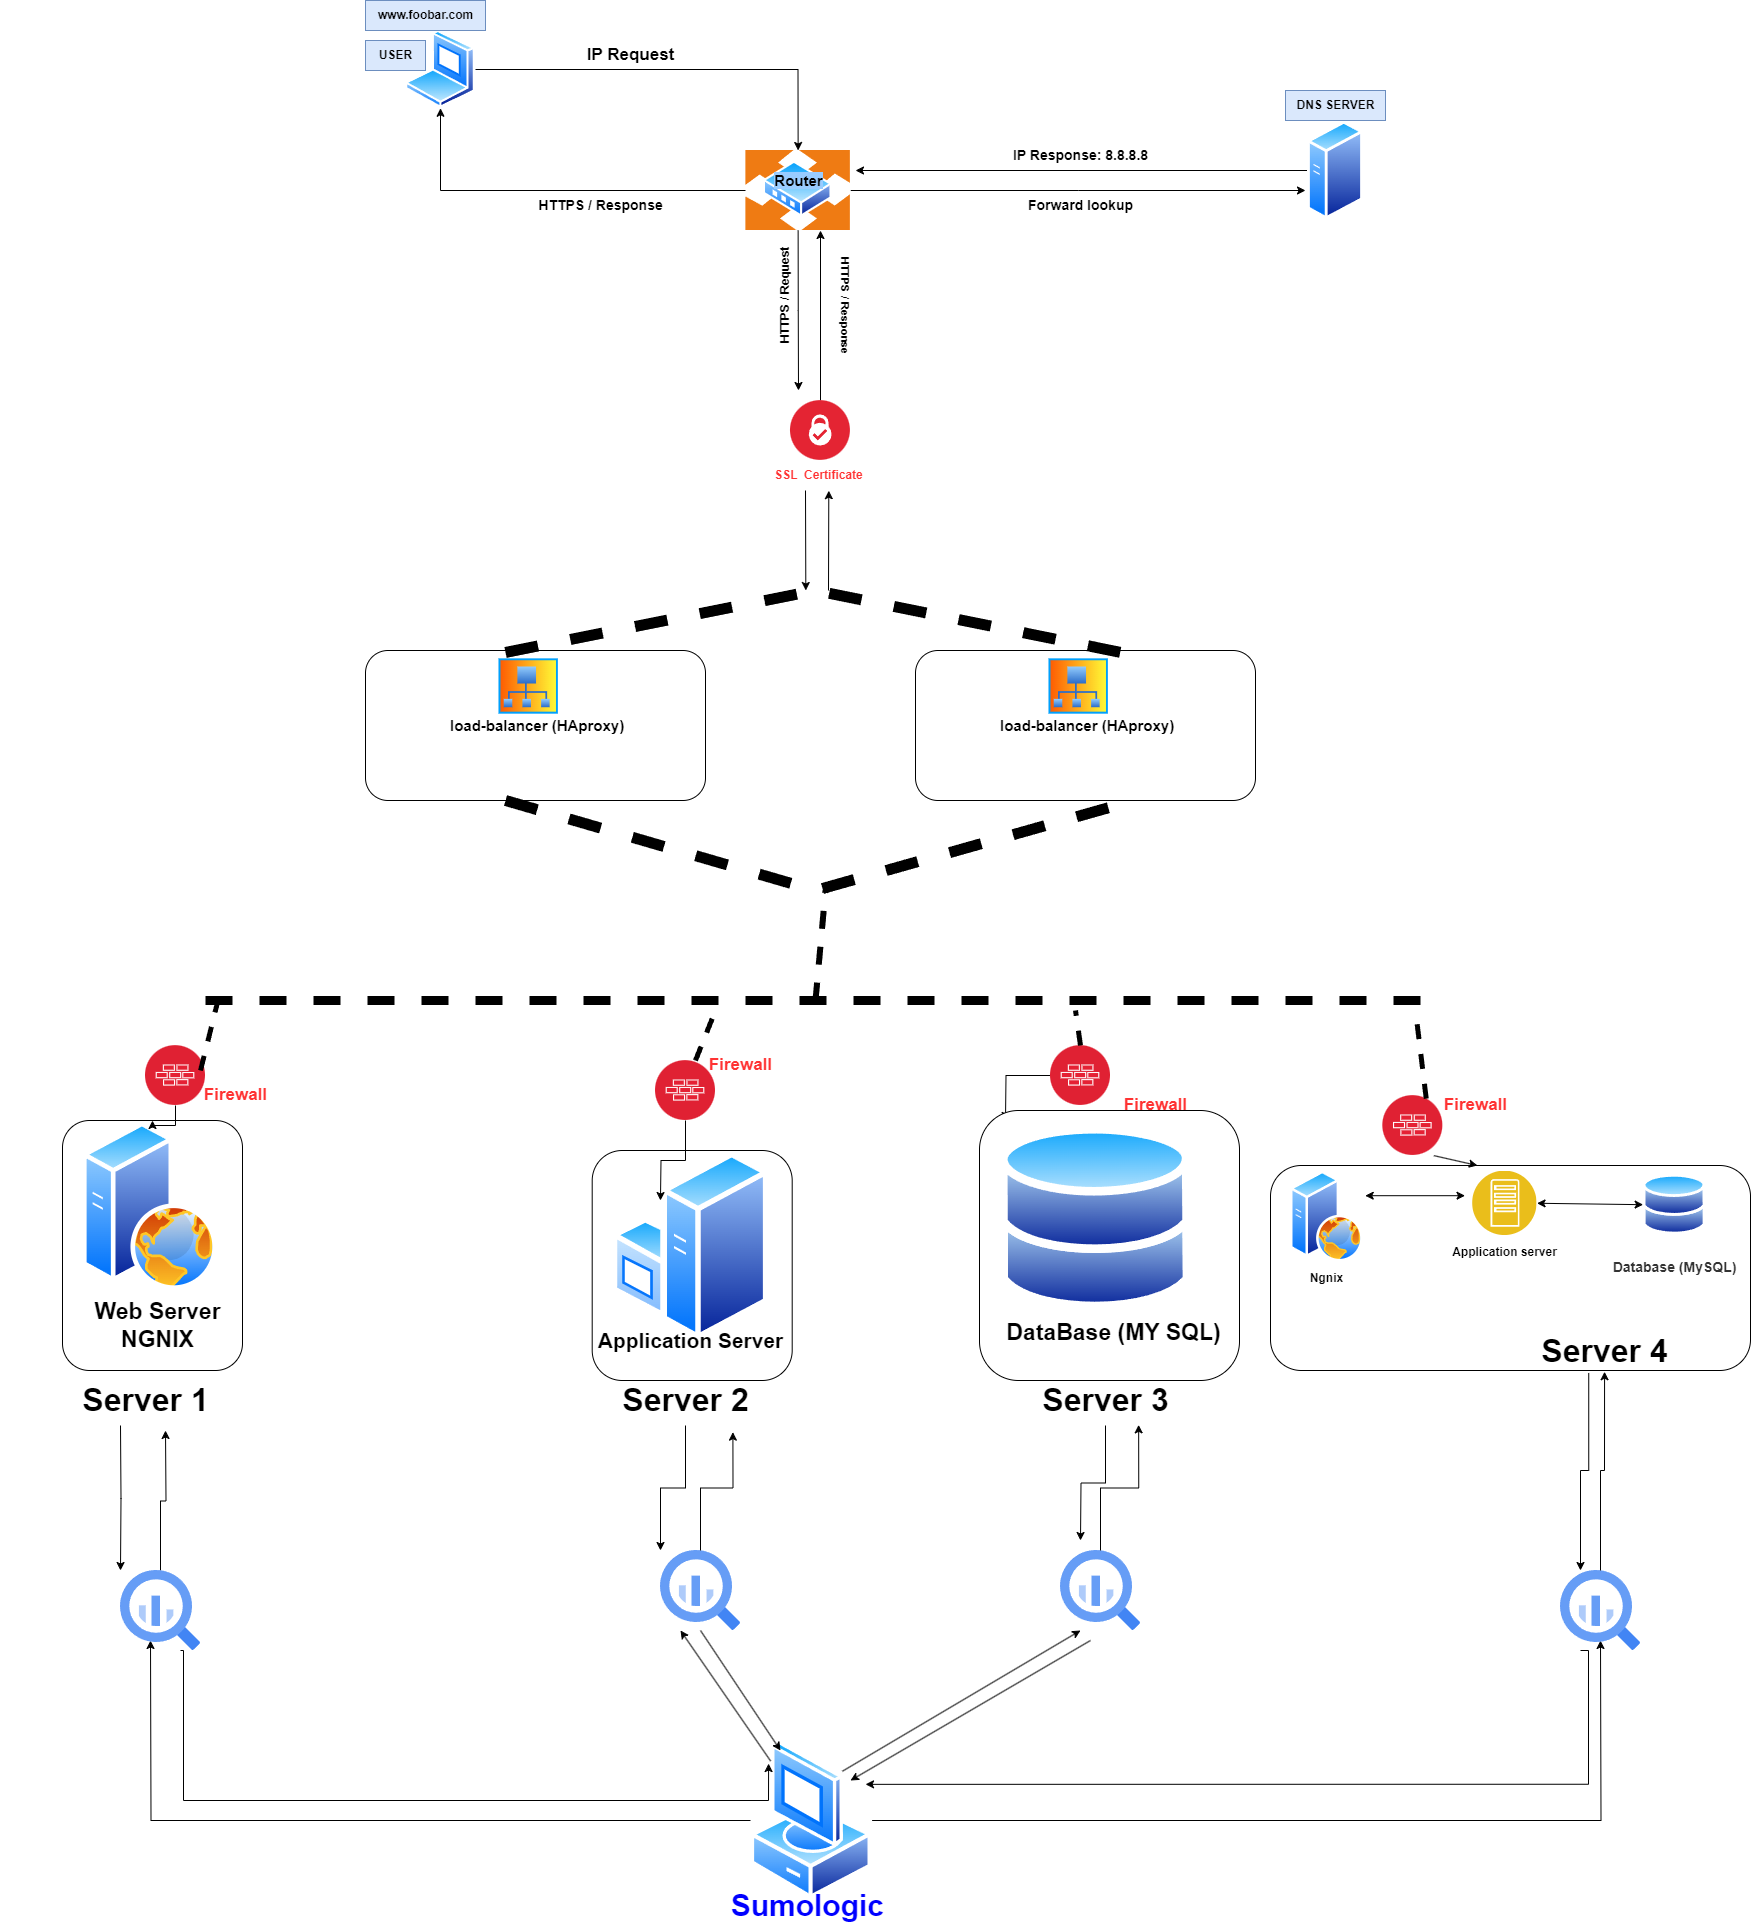 www.foobar.com
USER
IP Request
DNS SERVER
IP Response: 8.8.8.8
Router
HTTPS / Response
Forward lookup
HTTPS / Request
HTTPS / Response
SSL Certificate
load-balancer (HAproxy)
load-balancer (HAproxy)
Firewall
Firewall
Firewall
Firewall
Web Server
NGNIX
Application Server
DataBase (MY SQL)
Ngnix
Application server
Database (MySQL)
Server 4
Server 1
Server 2
Server 3
Sumologic